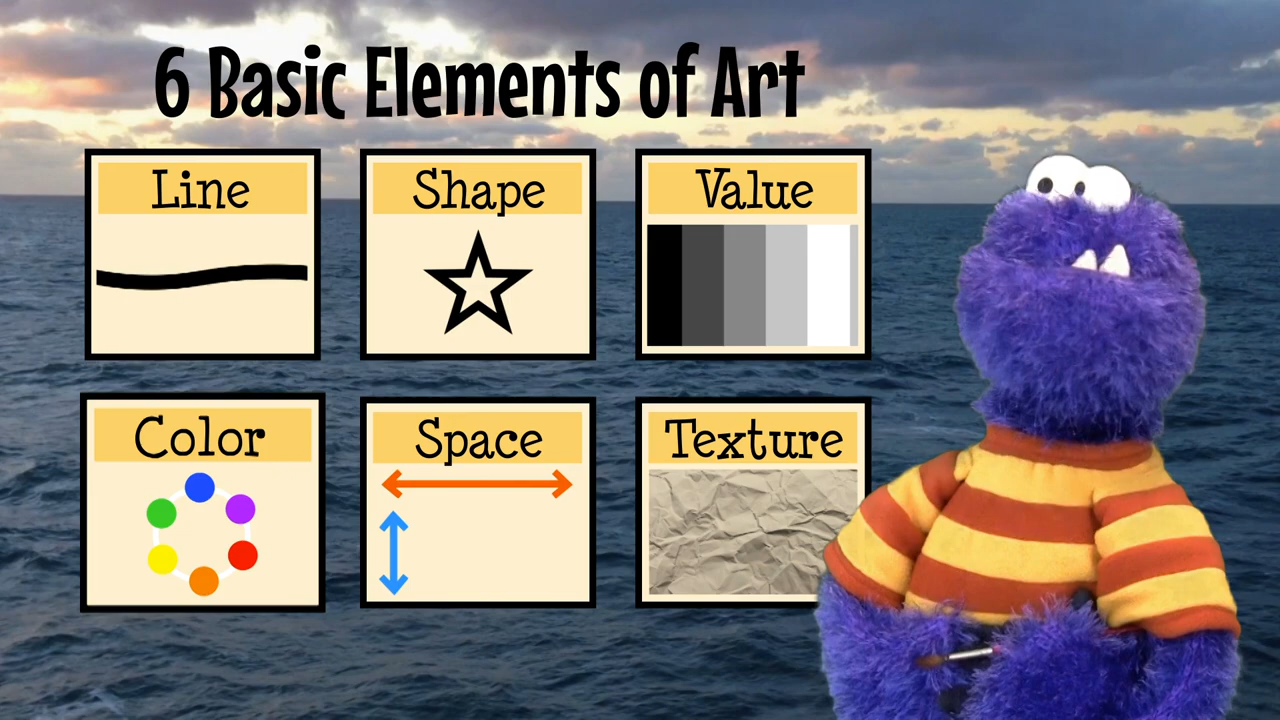 6 Basic Elements of Art
Line
Shape
Value
Color
Space
Texture